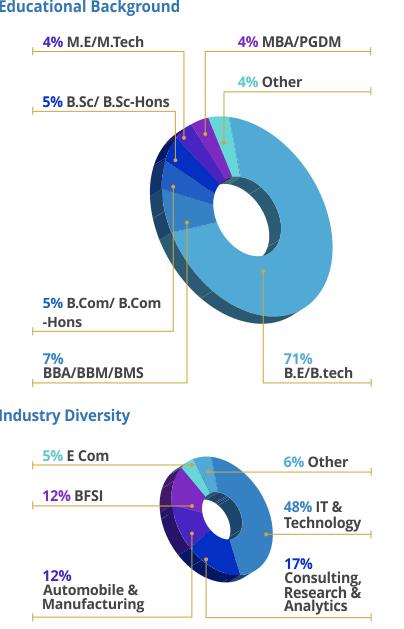 Educational Background
4% M.E/M.Tech
4% MBA/PGDM
4% Other
5% B.Sc/ B.Sc-Hons
5% B.Com/ B.Com
-Hons
7%
BBA/BBM/BMS
71%
B.E/B.tech
Industry Diversity
5% E Com
6% Other
12% BFSI
48% IT &
Technology
12%
Automobile &
Manufacturing
17%
Consulting,
Research &
Analytics